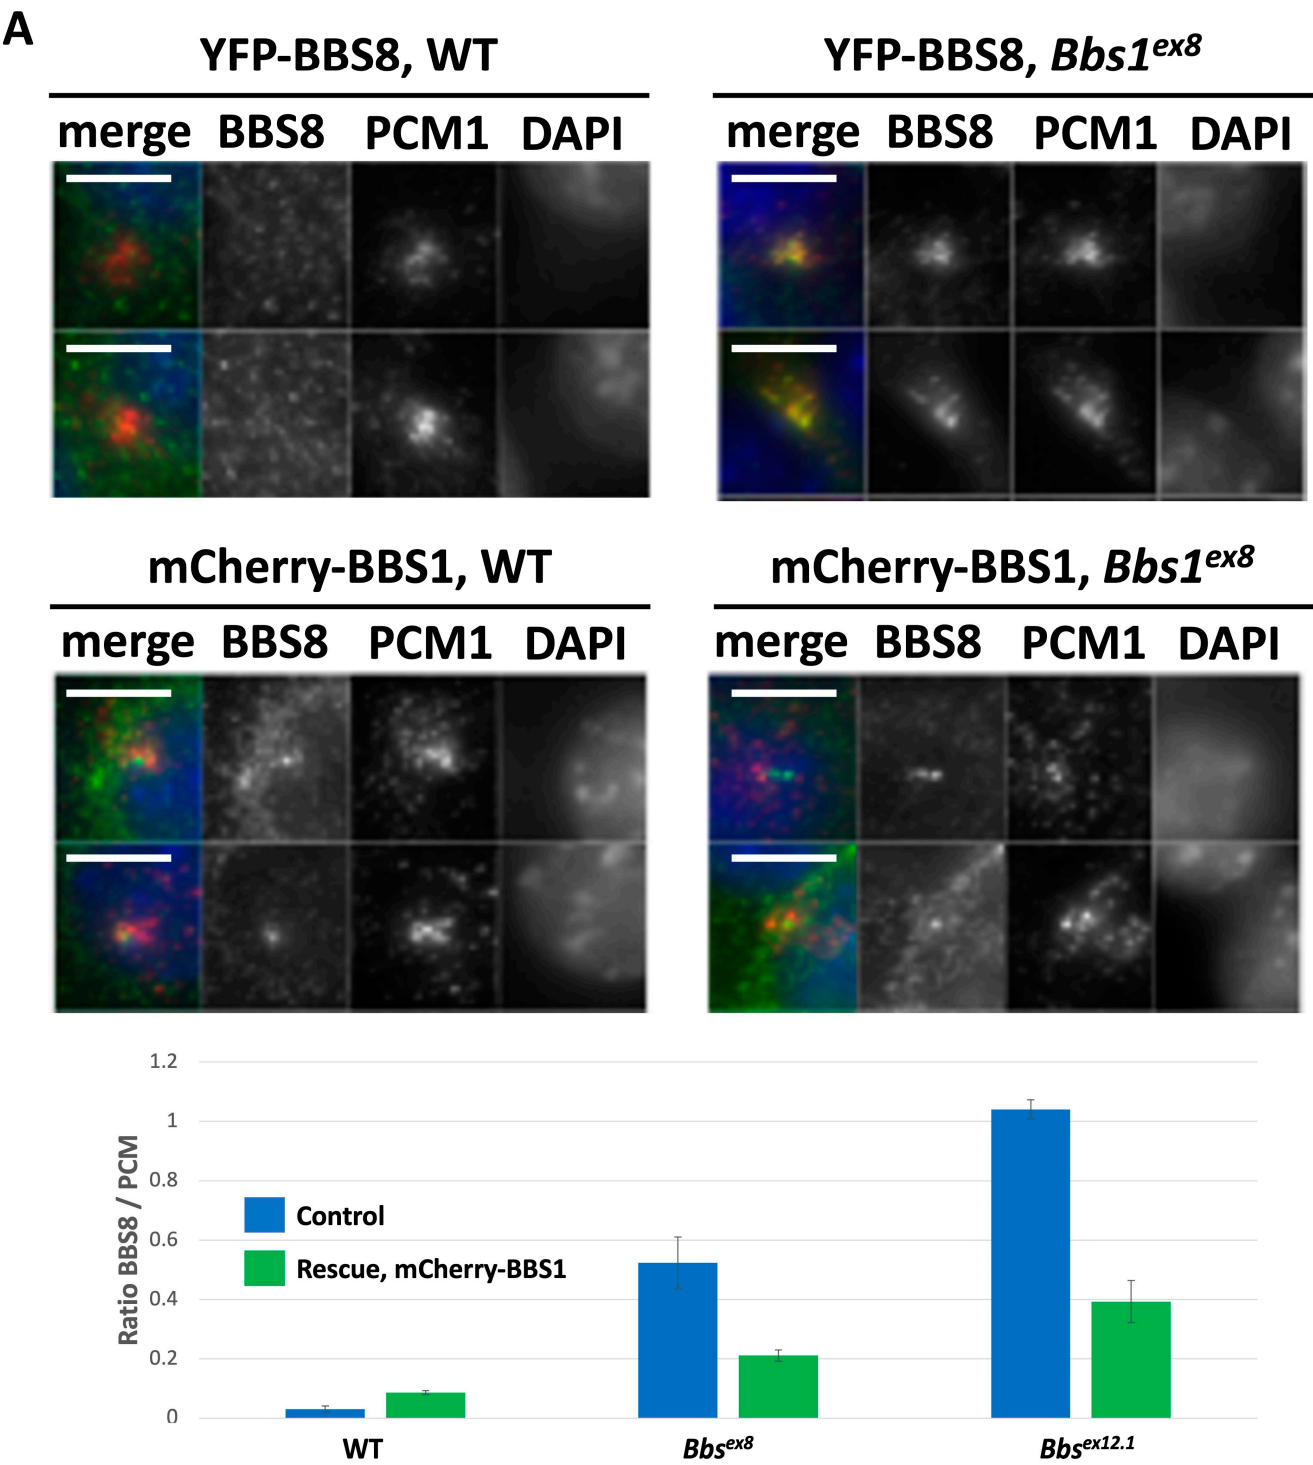 A
YFP-BBS8, WT
YFP-BBS8, Bbs1ex8
merge BBS8 PCM1 DAPI
merge BBS8 PCM1 DAPI
mCherry-BBS1, WT
mCherry-BBS1, Bbs1ex8
merge BBS8 PCM1 DAPI
merge BBS8 PCM1 DAPI
1.2
1
0.8
0.6
0.4
0.2
0
Ratio BBS8 / PCM
Control
Rescue, mCherry-BBS1
WT
Bbsex8
Bbsex12.1